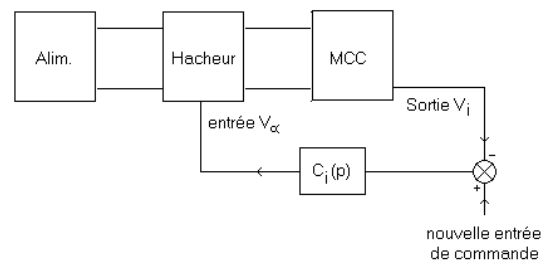 Alim.
Hacheur
MCC
Sortie Vi
entrée Vα
Ci(p)
-
+
nouvelle entrée
de commande